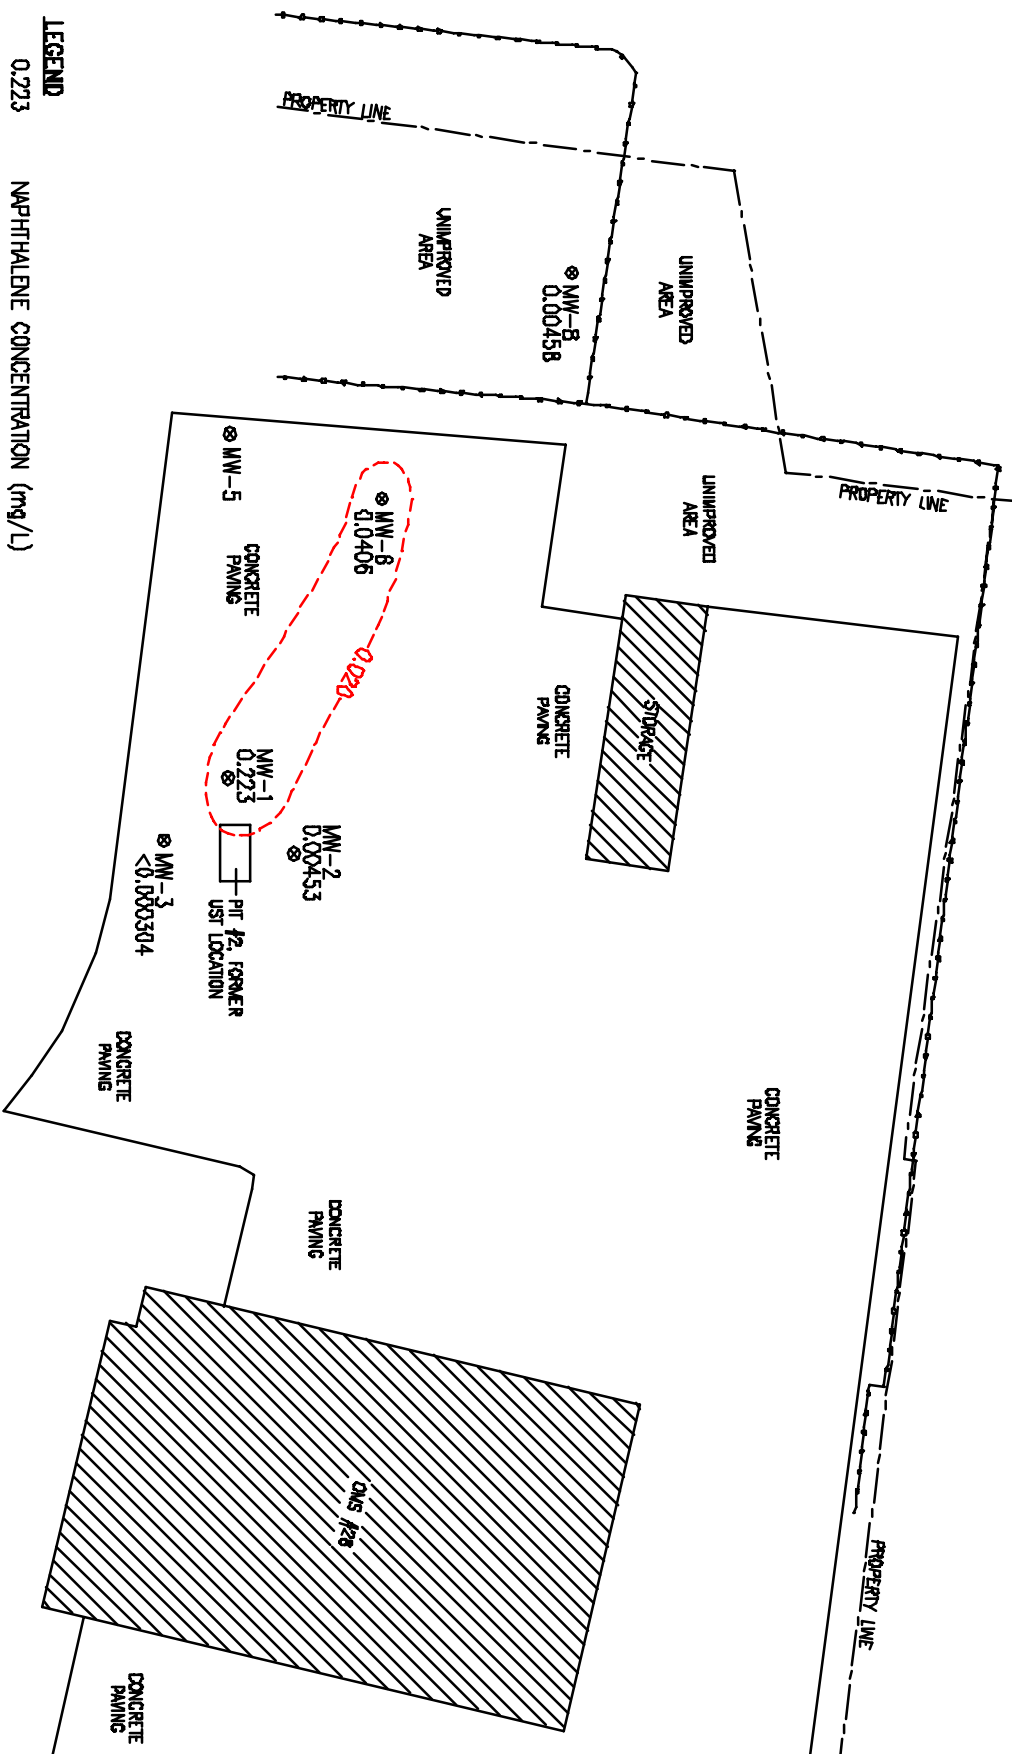 PROPERTY LINE
UNIMPROVED
AREA
UNIMPROVED
AREA
MW-8
0.00458
PROPERTY LINE
UNIMPROVED
AREA
MW-5
MW-6
0.0406
CONCRETE
PAVING
0.020
CONCRETE
PAVING
STORAGE
MW-1
0.223
MW-2
0.00453
MW-3
<0.000304
PIT #2, FORMER
UST LOCATION
CONCRETE
PAVING
CONCRETE
PAVING
CONCRETE
PAVING
OMS #28
PROPERTY LINE
CONCRETE
PAVING
LEGEND
0.223 NAPHTHALENE CONCENTRATION (mg/L)